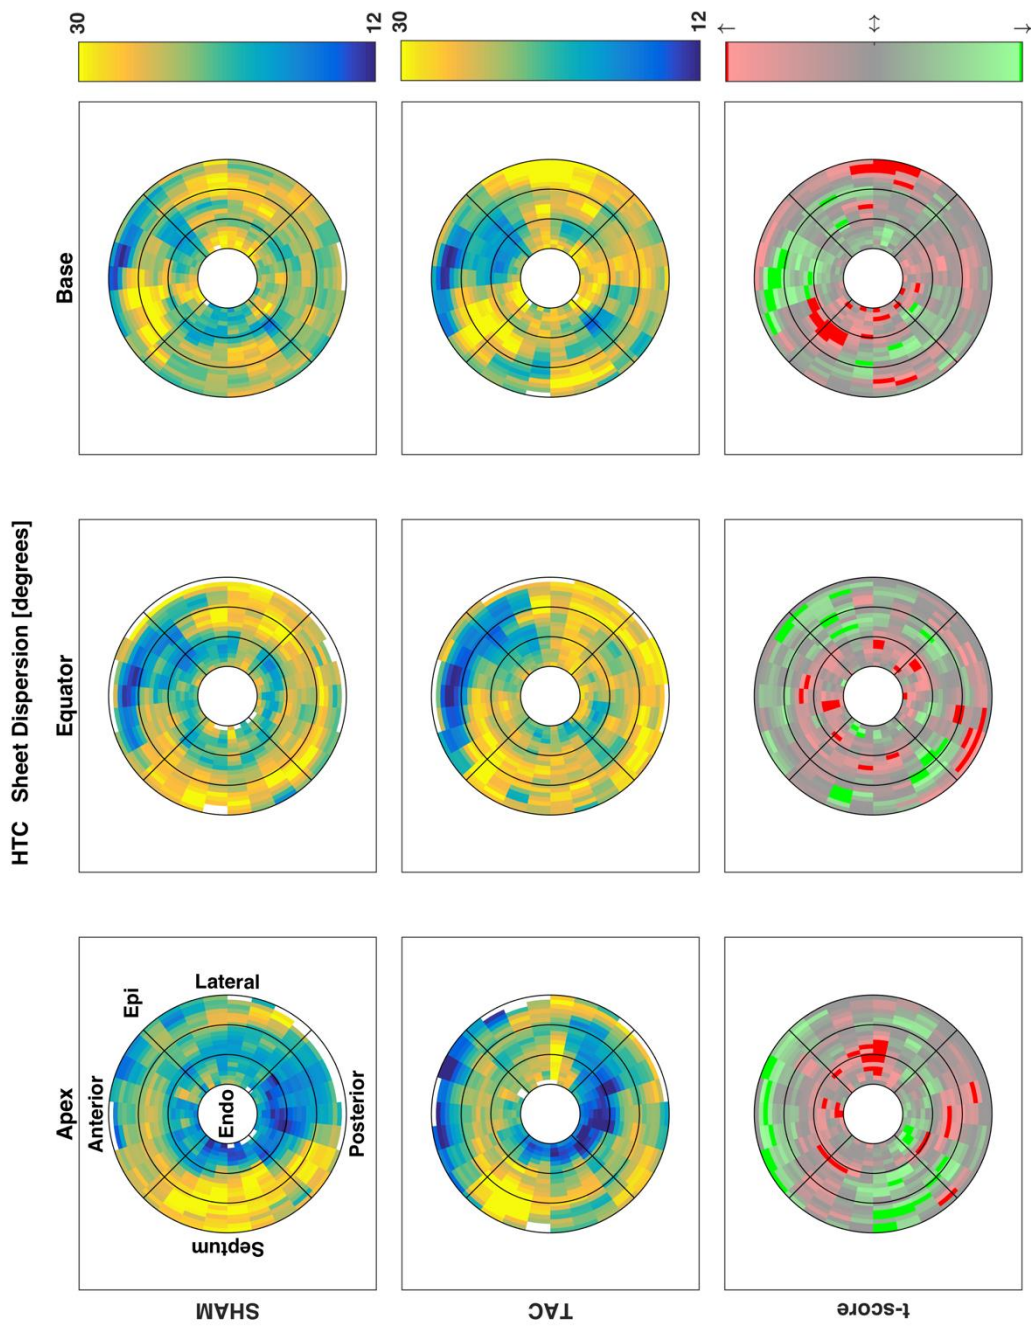 HTC Sheet Dispersion [degrees]
Apex Equator Base
SHAM
Anterior
Epi
Septum
Endo
Lateral
Posterior
30
12
TAC
30
12
t-score
↑
↔
↓